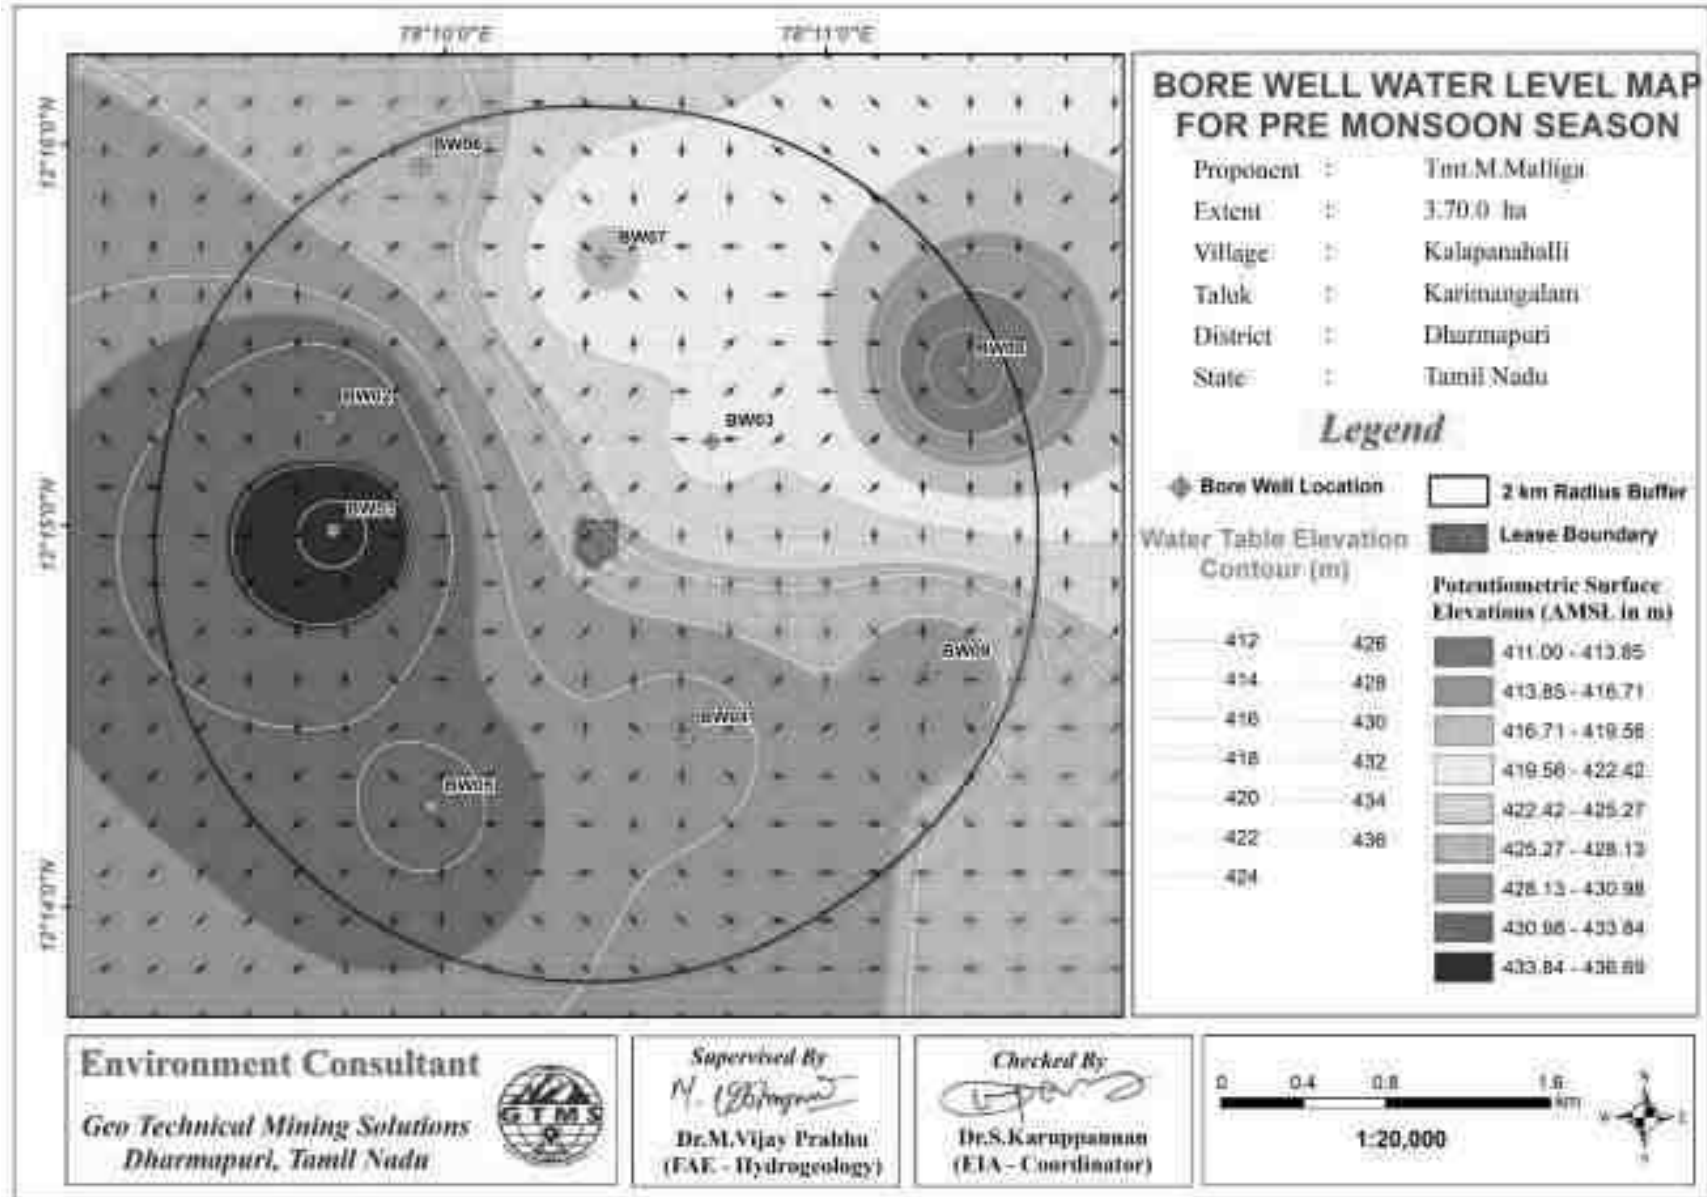 78°10'0"E 78°11'0"E
12°16'0"N
12°15'0"N
12°14'0"N
BW06
BW07
BW02
BW03
BW09
BW04
BORE WELL WATER LEVEL MAP
FOR PRE MONSOON SEASON
Proponent : Tmt.M.Malliga
Extent : 3.70.0 ha
Village : Kalapanahalli
Taluk : Karimangalam
District : Dharmapuri
State : Tamil Nadu
Legend
Bore Well Location
2 km Radius Buffer
Lease Boundary
Water Table Elevation
Contour (m)
412 426
414 428
416 430
418 432
420 434
422 436
424
Potentiometric Surface
Elevations (AMSL in m)
411.00 - 413.85
413.85 - 416.71
416.71 - 419.56
419.56 - 422.42
422.42 - 425.27
425.27 - 428.13
428.13 - 430.98
430.98 - 433.84
433.84 - 436.69
Environment Consultant
Geo Technical Mining Solutions
Dharmapuri, Tamil Nadu
GTMS
Supervised By
Dr.M.Vijay Prabhu
(FAE - Hydrogeology)
Checked By
Dr.S.Karuppannan
(EIA - Coordinator)
0 0.4 0.8 1.6
km
1:20,000
N
W E
S